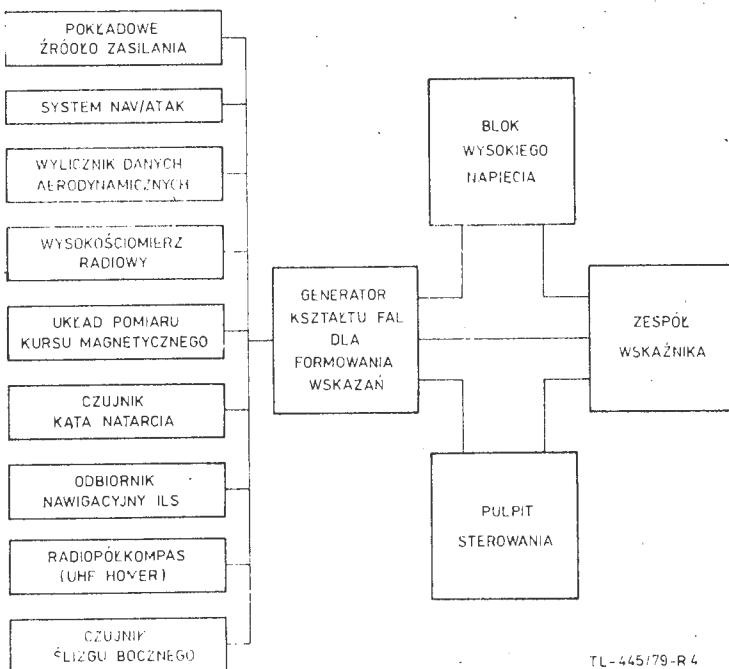 POKŁADOWE
ŹRÓDŁO ZASILANIA
SYSTEM NAV/ATAK
WYLICZNIK DANYCH
AERODYNAMICZNYCH
WYSOKOŚCIOMIERZ
RADIOWY
UKŁAD POMIARU
KURSU MAGNETYCZNEGO
CZUJNIK
KĄTA NATARCIA
ODBIORNIK
NAWIGACYJNY ILS
RADIOPÓŁKOMPAS
(UHF HOMER)
CZUJNIK
ŚLIZGU BOCZNEGO
GENERATOR
KSZTAŁTU FAL
DLA
FORMOWANIA
WSKAZAŃ
BLOK
WYSOKIEGO
NAPIĘCIA
PULPIT
STEROWANIA
ZESPÓŁ
WSKAŹNIKA
TL-445/79-R4